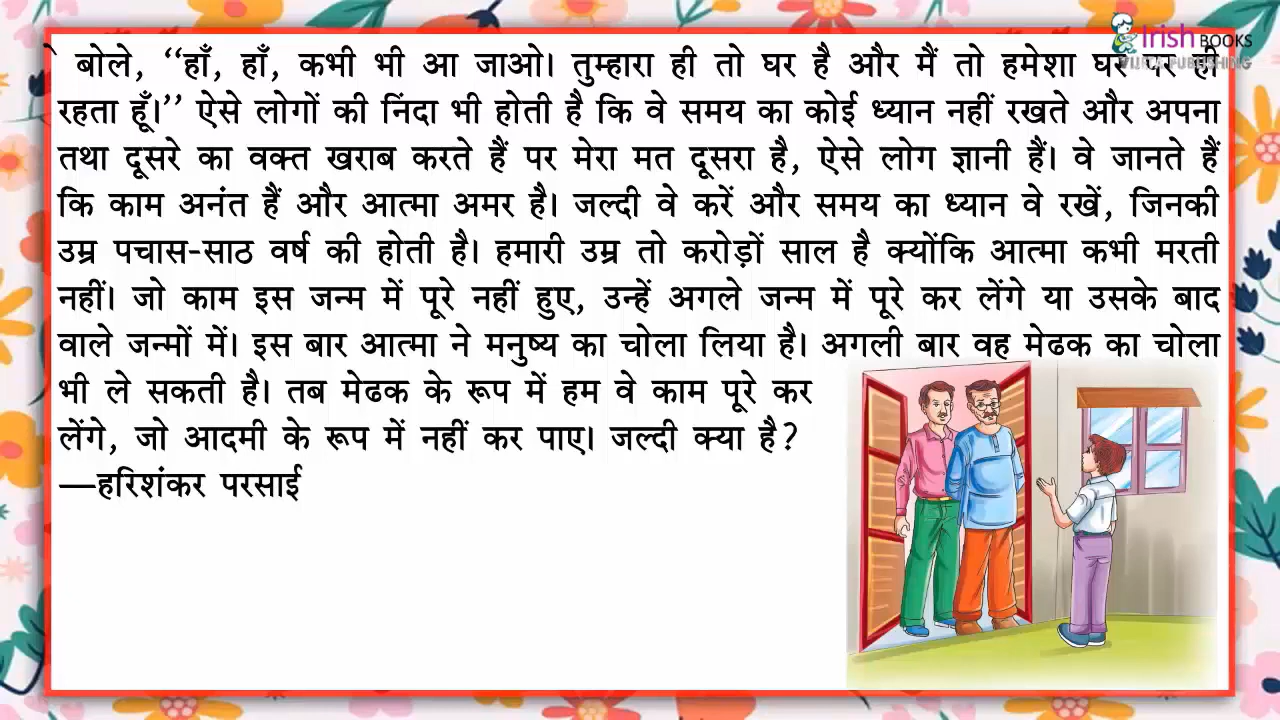 Irish BOOKS
बोले, ‘‘हाँ, हाँ, कभी भी आ जाओ। तुम्हारा ही तो घर है और मैं तो हमेशा घर पर ही
रहता हूँ।’’ ऐसे लोगों की निंदा भी होती है कि वे समय का कोई ध्यान नहीं रखते और अपना
तथा दूसरे का वक्त खराब करते हैं पर मेरा मत दूसरा है, ऐसे लोग ज्ञानी हैं। वे जानते हैं
कि काम अनंत हैं और आत्मा अमर है। जल्दी वे करें और समय का ध्यान वे रखें, जिनकी
उम्र पचास-साठ वर्ष की होती है। हमारी उम्र तो करोड़ों साल है क्योंकि आत्मा कभी मरती
नहीं। जो काम इस जन्म में पूरे नहीं हुए, उन्हें अगले जन्म में पूरे कर लेंगे या उसके बाद
वाले जन्मों में। इस बार आत्मा ने मनुष्य का चोला लिया है। अगली बार वह मेढक का चोला
भी ले सकती है। तब मेढक के रूप में हम वे काम पूरे कर
लेंगे, जो आदमी के रूप में नहीं कर पाए। जल्दी क्या है?
—हरिशंकर परसाई